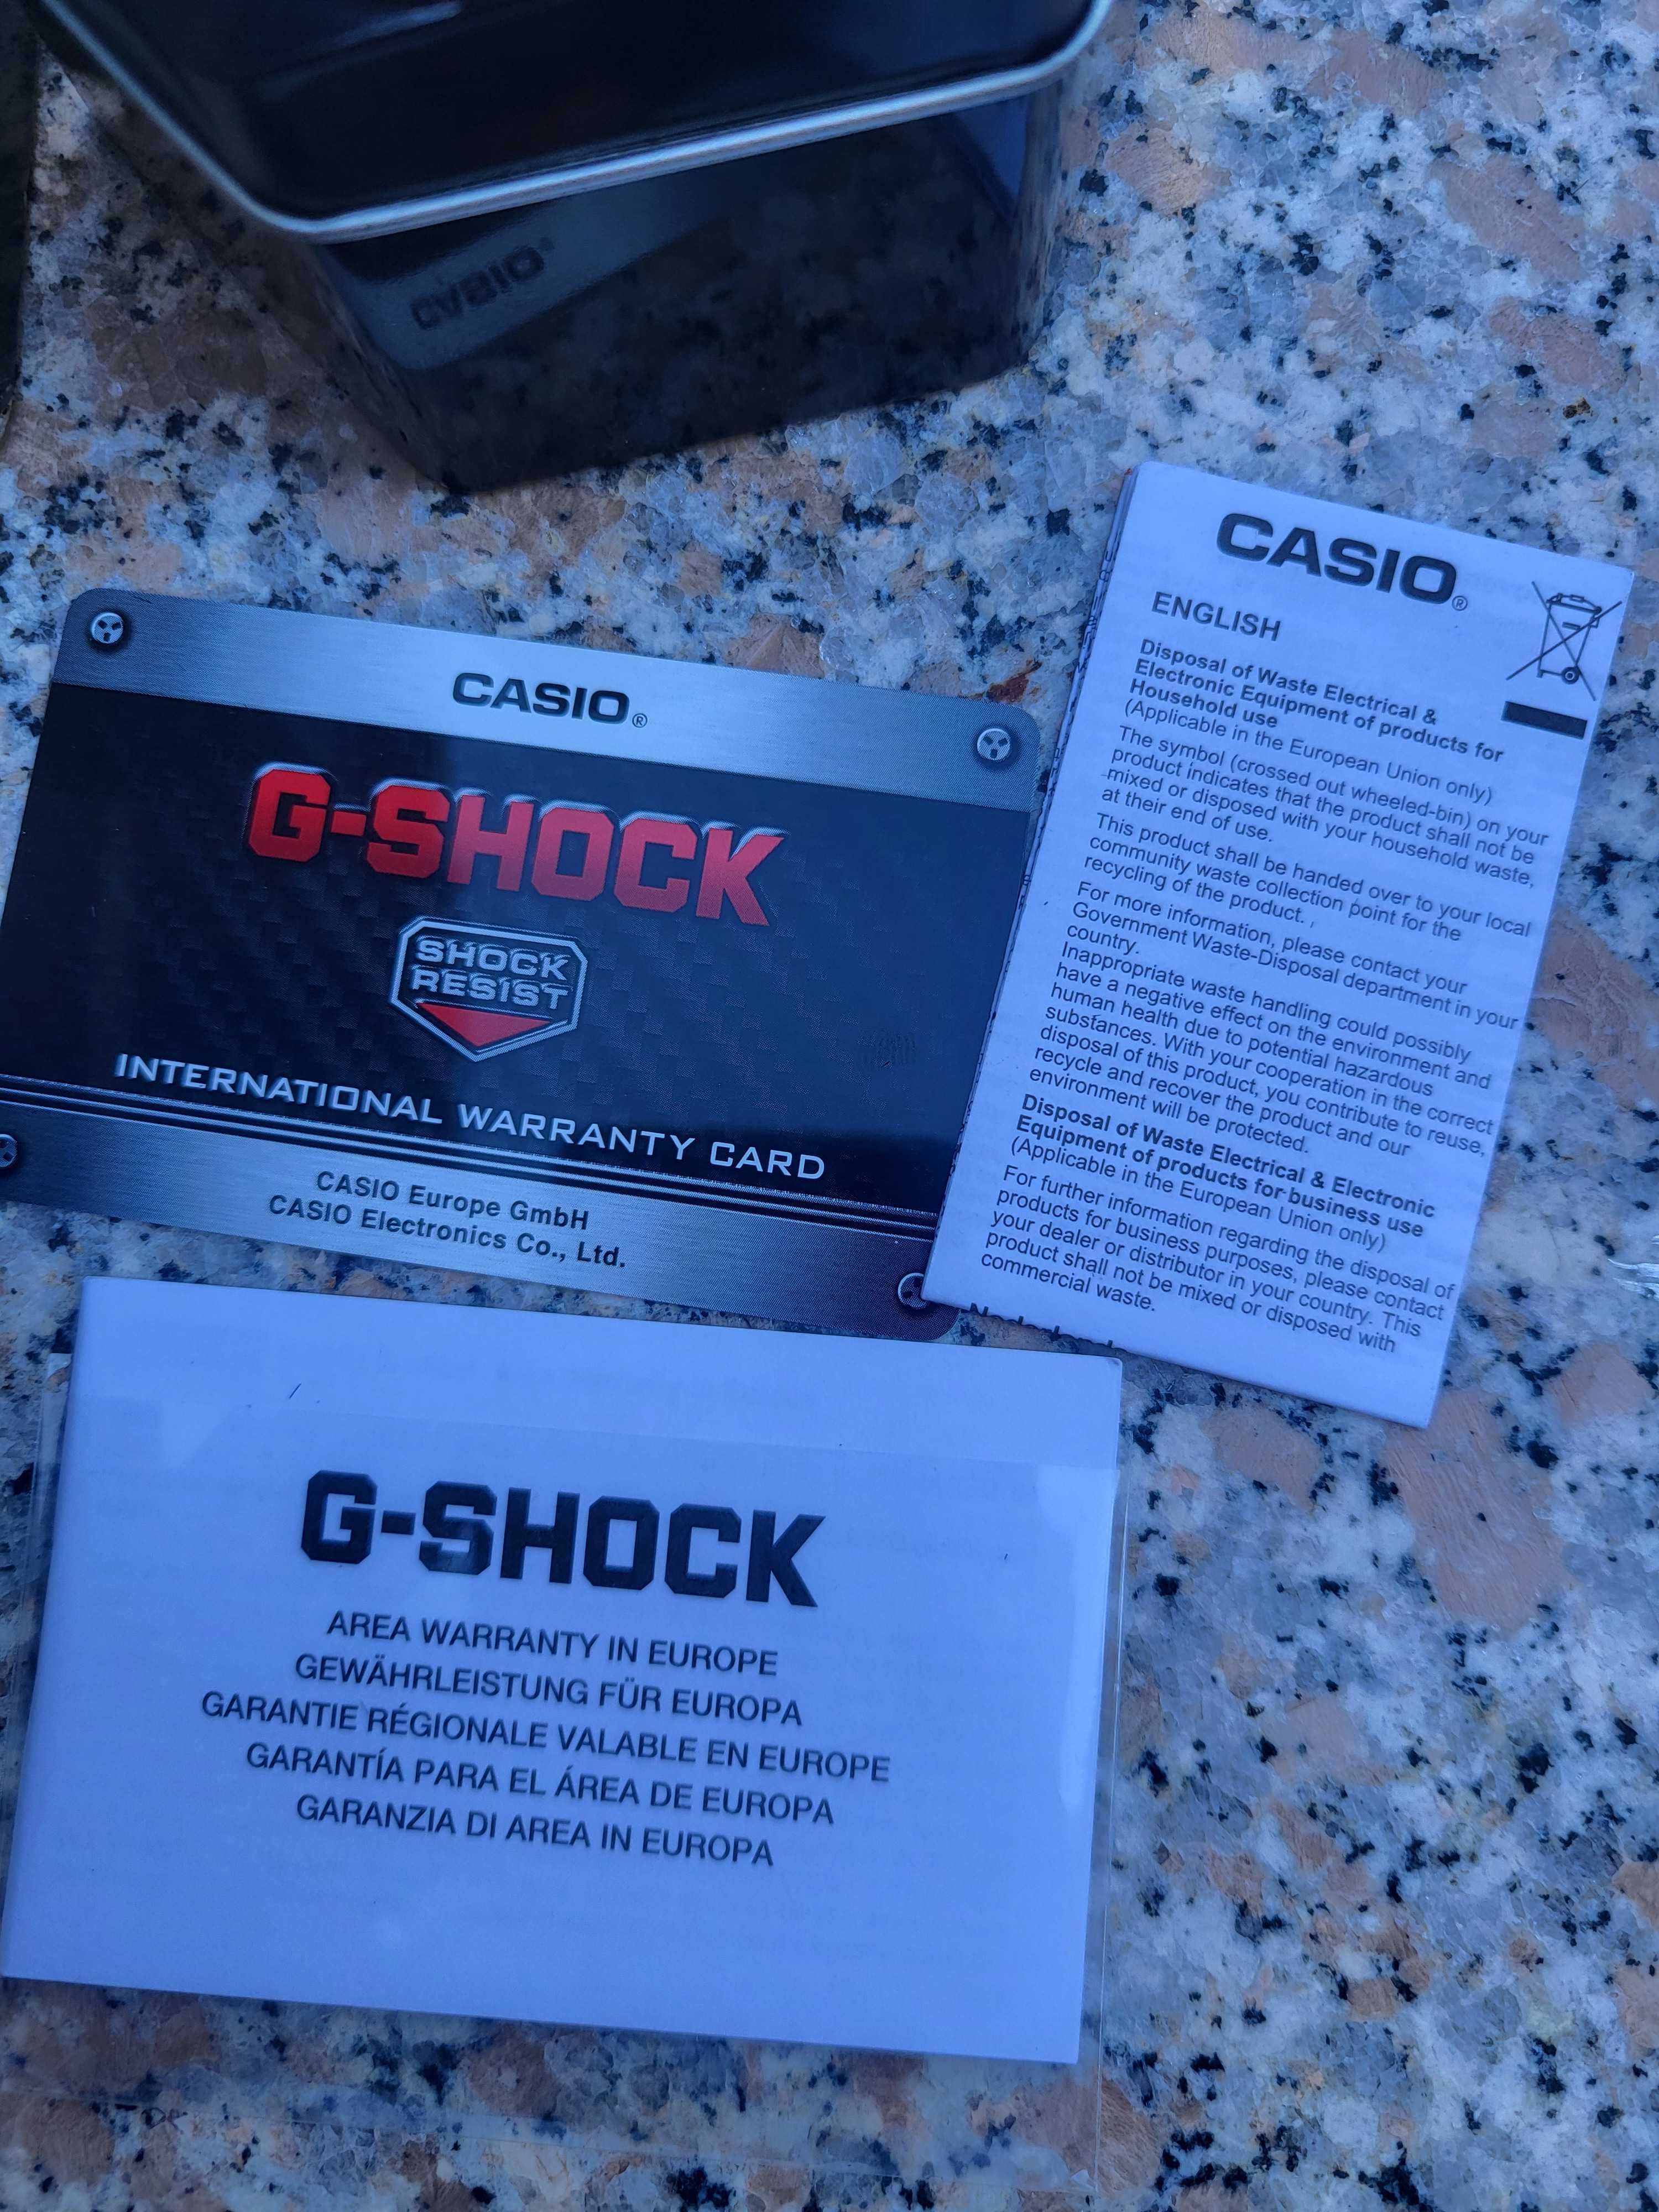 CASIO®
CASIO®
G-SHOCK
SHOCK
RESIST
INTERNATIONAL WARRANTY CARD
CASIO Europe GmbH
CASIO Electronics Co., Ltd.
CASIO®
ENGLISH
Disposal of Waste Electrical &
Electronic Equipment of products for
Household use
(Applicable in the European Union only)
The symbol (crossed out wheeled-bin) on your
product indicates that the product shall not be
mixed or disposed with your household waste,
at their end of use.
This product shall be handed over to your local
community waste collection point for the
recycling of the product.
For more information, please contact your
Government Waste-Disposal department in your
country.
Inappropriate waste handling could possibly
have a negative effect on the environment and
human health due to potential hazardous
substances. With your cooperation in the correct
disposal of this product, you contribute to reuse,
recycle and recover the product and our
environment will be protected.
Disposal of Waste Electrical & Electronic
Equipment of products for business use
(Applicable in the European Union only)
For further information regarding the disposal of
products for business purposes, please contact
your dealer or distributor in your country. This
product shall not be mixed or disposed with
commercial waste.
G-SHOCK
AREA WARRANTY IN EUROPE
GEWÄHRLEISTUNG FÜR EUROPA
GARANTIE RÉGIONALE VALABLE EN EUROPE
GARANTÍA PARA EL ÁREA DE EUROPA
GARANZIA DI AREA IN EUROPA